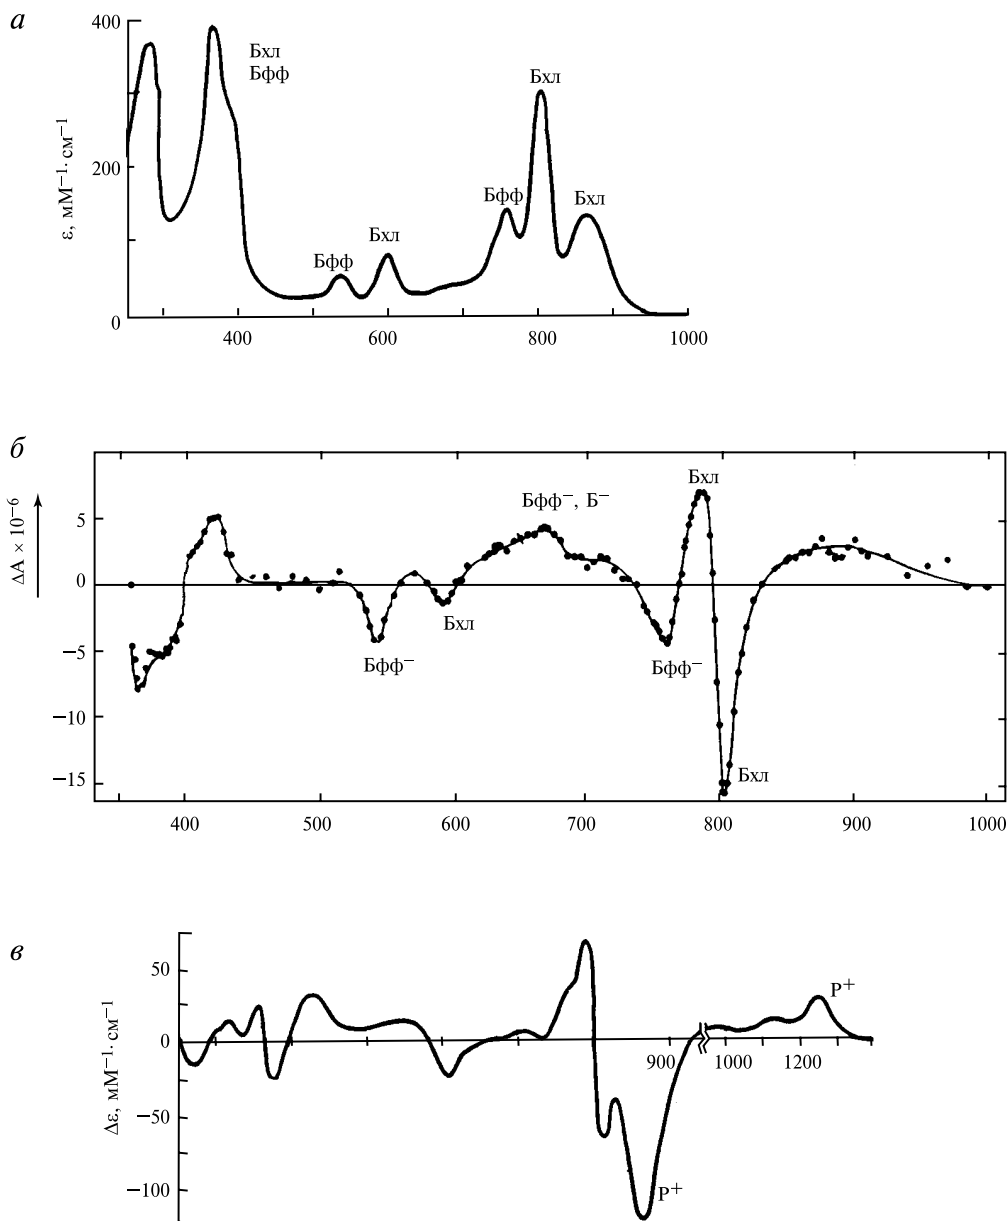 а
400
200
0
ε, мМ⁻¹· см⁻¹
Бхл
Бфф
Бфф
Бхл
Бфф
Бхл
Бхл
400 600 800 1000
б
ΔA × 10⁻⁶
5
0
−5
−10
−15
Бфф⁻, Б⁻
Бхл
Бфф⁻
Бхл
Бфф⁻
Бхл
400 500 600 700 800 900 1000
в
Δε, мМ⁻¹· см⁻¹
50
0
−50
−100
P⁺
900 1000 1200
P⁺